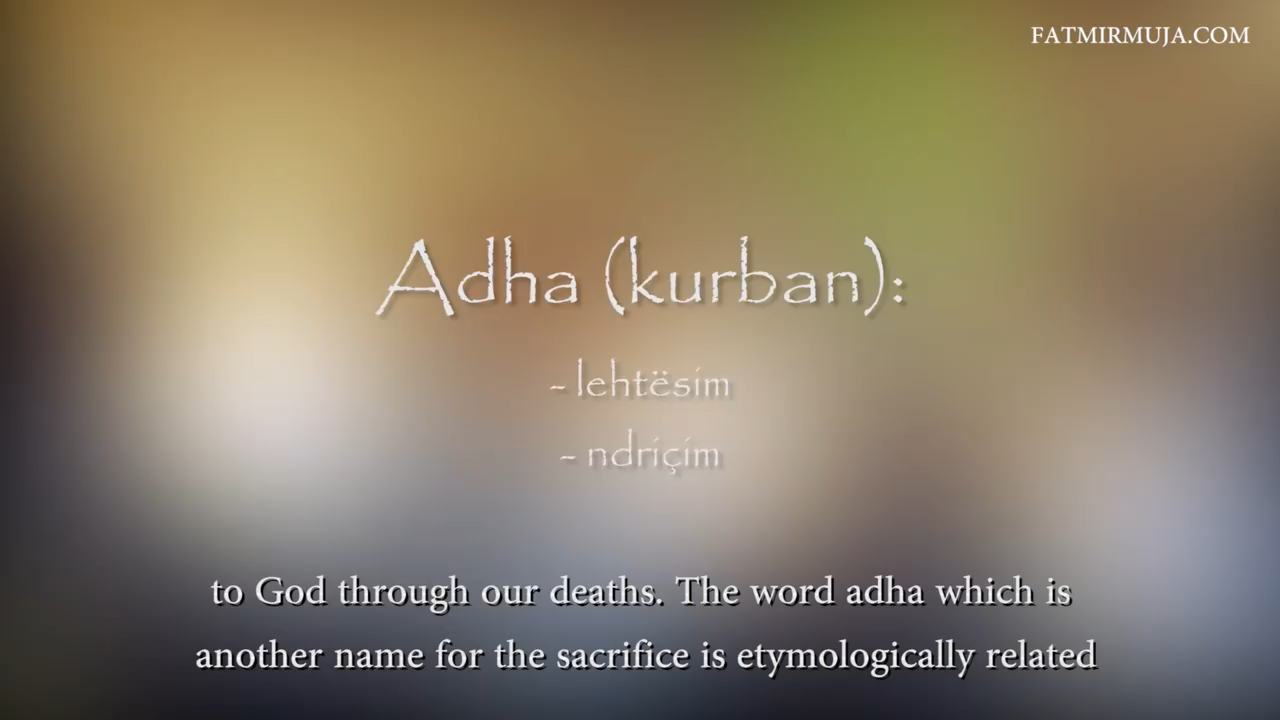 FATMIRMUJA.COM
Adha (kurban):
- lehtësim
- ndriçim
to God through our deaths. The word adha which is
another name for the sacrifice is etymologically related